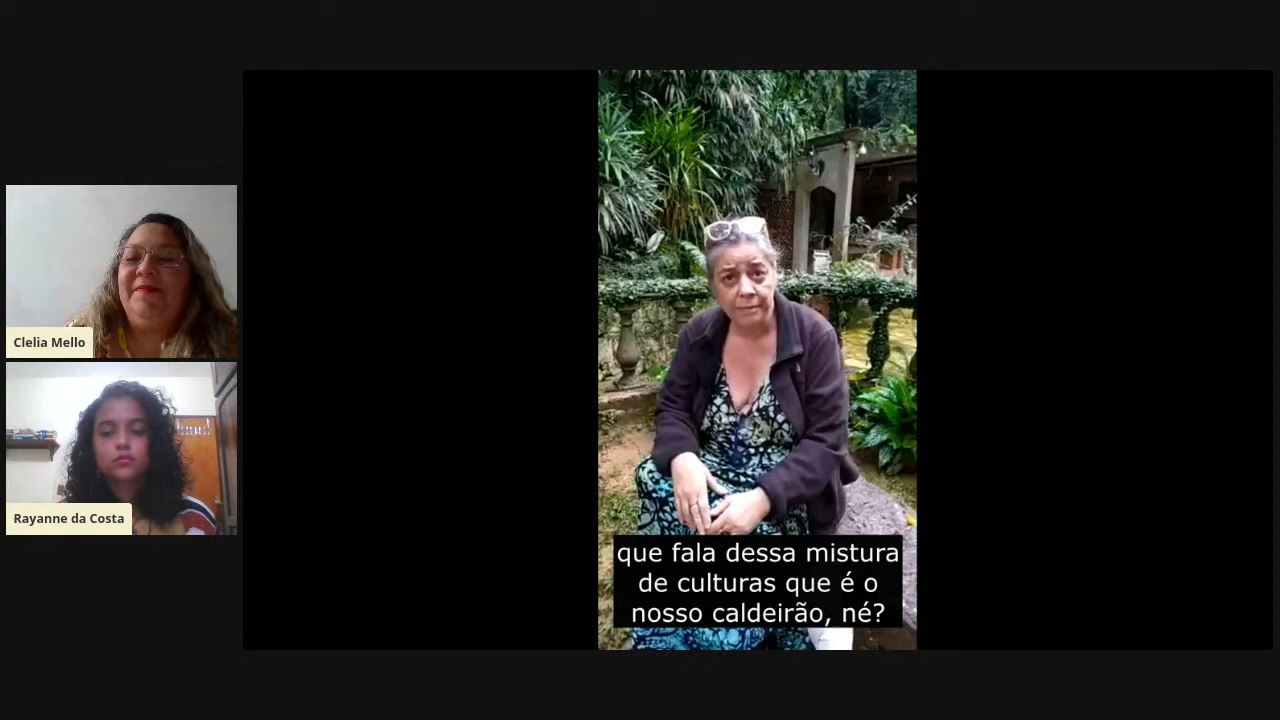 Clelia Mello
Rayanne da Costa
que fala dessa mistura
de culturas que é o
nosso caldeirão, né?